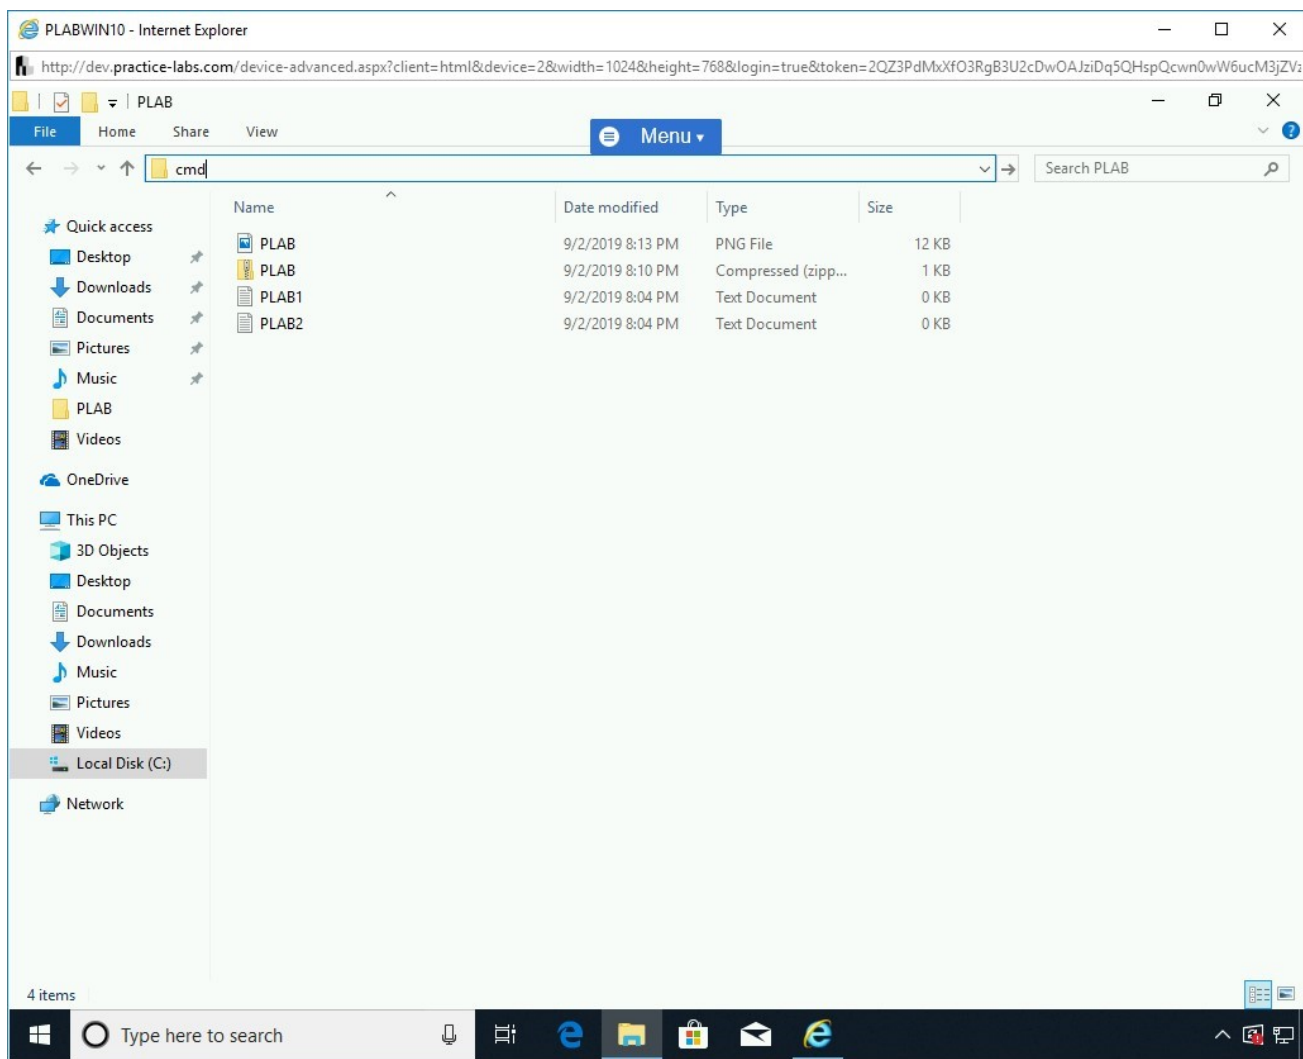 PLABWIN10 - Internet Explorer
http://dev.practice-labs.com/device-advanced.aspx?client=html&device=2&width=1024&height=768&login=true&token=2QZ3PdMxXfO3RgB3U2cDwOAJziDq5QHspQcwn0wW6ucM3jZVz
PLAB
File Home Share View Menu
cmd Search PLAB
Name Date modified Type Size
Quick access
PLAB 9/2/2019 8:13 PM PNG File 12 KB
Desktop
PLAB 9/2/2019 8:10 PM Compressed (zipp... 1 KB
Downloads
PLAB1 9/2/2019 8:04 PM Text Document 0 KB
Documents
PLAB2 9/2/2019 8:04 PM Text Document 0 KB
Pictures
Music
PLAB
Videos
OneDrive
This PC
3D Objects
Desktop
Documents
Downloads
Music
Pictures
Videos
Local Disk (C:)
Network
4 items
Type here to search